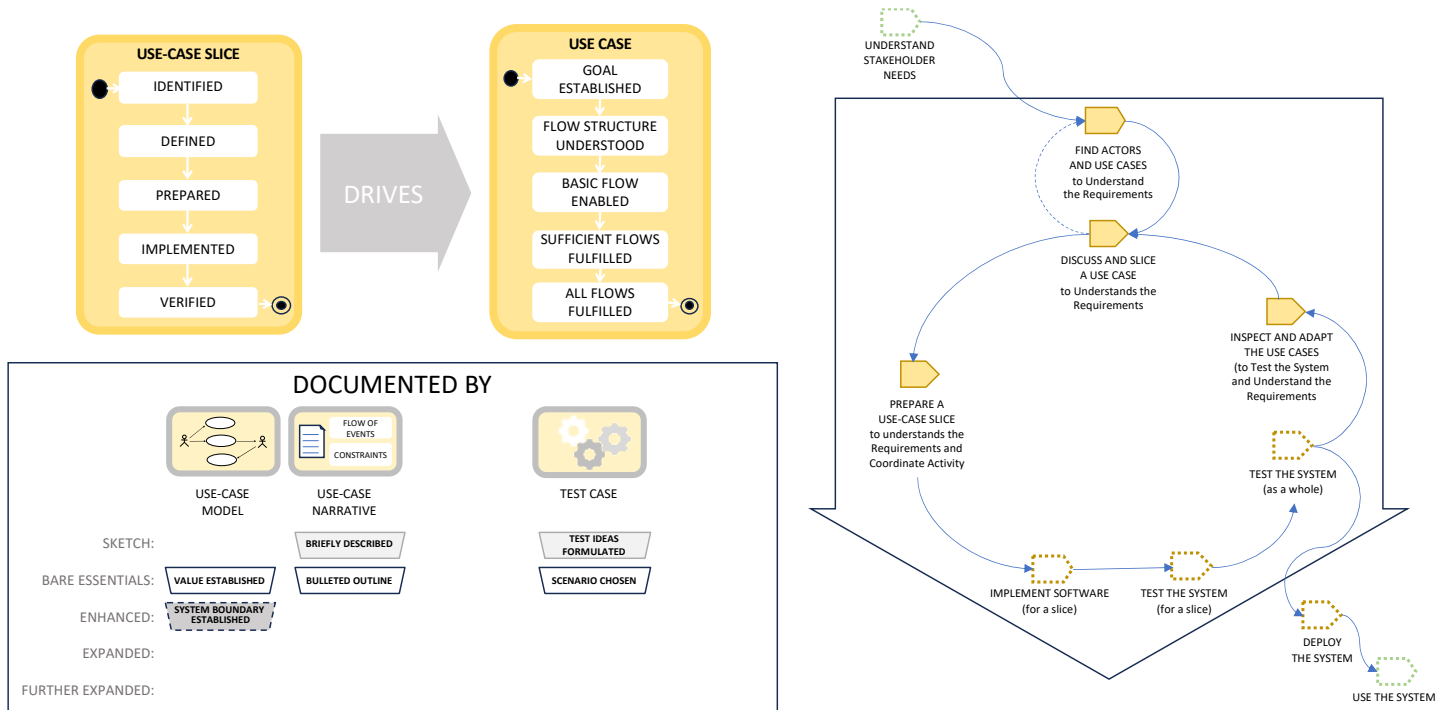 USE-CASE SLICE
IDENTIFIED
DEFINED
PREPARED
IMPLEMENTED
VERIFIED
DRIVES
USE CASE
GOAL
ESTABLISHED
FLOW STRUCTURE
UNDERSTOOD
BASIC FLOW
ENABLED
SUFFICIENT FLOWS
FULFILLED
ALL FLOWS
FULFILLED
DOCUMENTED BY
FLOW OF
EVENTS
CONSTRAINTS
USE-CASE
MODEL
USE-CASE
NARRATIVE
TEST CASE
SKETCH:
BRIEFLY DESCRIBED
TEST IDEAS
FORMULATED
BARE ESSENTIALS:
VALUE ESTABLISHED
BULLETED OUTLINE
SCENARIO CHOSEN
ENHANCED:
SYSTEM BOUNDARY
ESTABLISHED
EXPANDED:
FURTHER EXPANDED:
UNDERSTAND
STAKEHOLDER
NEEDS
FIND ACTORS
AND USE CASES
to Understand
the Requirements
DISCUSS AND SLICE
A USE CASE
to Understands the
Requirements
INSPECT AND ADAPT
THE USE CASES
(to Test the System
and Understand the
Requirements
PREPARE A
USE-CASE SLICE
to understands the
Requirements and
Coordinate Activity
TEST THE SYSTEM
(as a whole)
IMPLEMENT SOFTWARE
(for a slice)
TEST THE SYSTEM
(for a slice)
DEPLOY
THE SYSTEM
USE THE SYSTEM